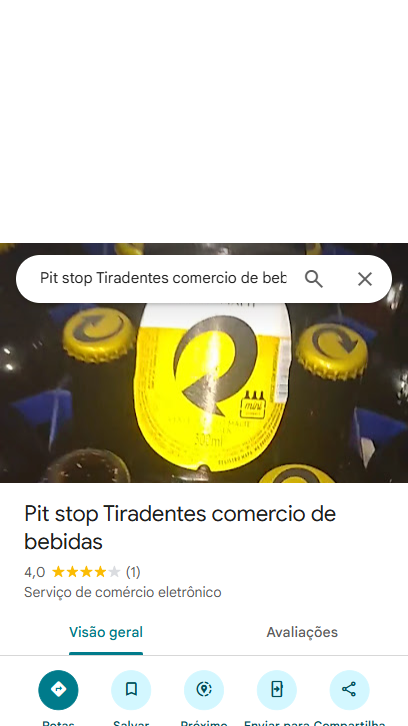 Pit stop Tiradentes comercio de beb
mini
300ml
Pit stop Tiradentes comercio de
bebidas
4,0 (1)
Serviço de comércio eletrônico
Visão geral
Avaliações
Rotas Salvar Próximo Enviar para Compartilha